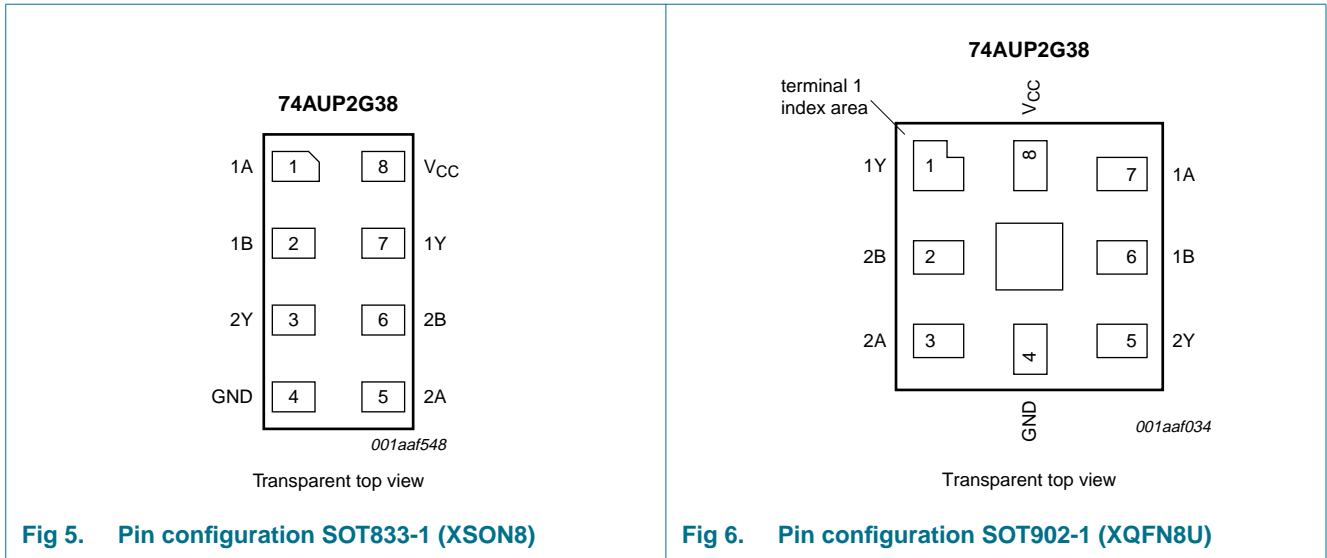 74AUP2G38
1A 1 8 VCC
1B 2 7 1Y
2Y 3 6 2B
GND 4 5 2A
001aaf548
Transparent top view
Fig 5. Pin configuration SOT833-1 (XSON8)
74AUP2G38
terminal 1
index area
VCC
1Y 1 8 7 1A
2B 2 6 1B
2A 3 4 5 2Y
GND
001aaf034
Transparent top view
Fig 6. Pin configuration SOT902-1 (XQFN8U)